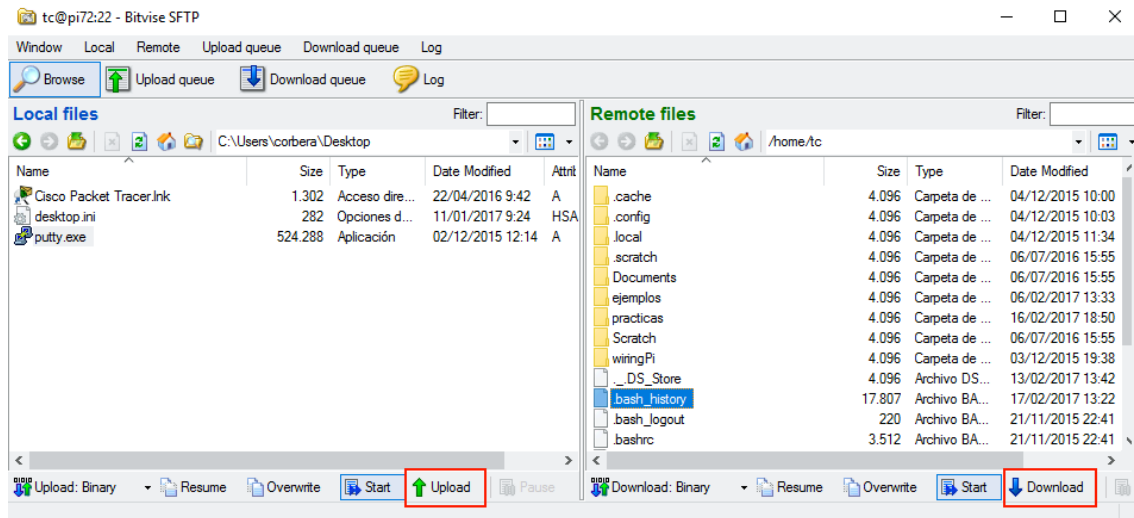 tc@pi72:22 - Bitvise SFTP
Window Local Remote Upload queue Download queue Log
Browse Upload queue Download queue Log
Local files Filter:
C:\Users\corbera\Desktop
Name Size Type Date Modified Attrib
Cisco Packet Tracer.lnk 1.302 Acceso dire... 22/04/2016 9:42 A
desktop.ini 282 Opciones d... 11/01/2017 9:24 HSA
putty.exe 524.288 Aplicación 02/12/2015 12:14 A
Upload: Binary Resume Overwrite Start Upload Pause
Remote files Filter:
/home/tc
Name Size Type Date Modified
.cache 4.096 Carpeta de ... 04/12/2015 10:00
.config 4.096 Carpeta de ... 04/12/2015 10:03
.local 4.096 Carpeta de ... 04/12/2015 11:34
.scratch 4.096 Carpeta de ... 06/07/2016 15:55
Documents 4.096 Carpeta de ... 06/07/2016 15:55
ejemplos 4.096 Carpeta de ... 06/02/2017 13:33
practicas 4.096 Carpeta de ... 16/02/2017 18:50
Scratch 4.096 Carpeta de ... 06/07/2016 15:55
wiringPi 4.096 Carpeta de ... 03/12/2015 19:38
._.DS_Store 4.096 Archivo DS... 13/02/2017 13:42
.bash_history 17.807 Archivo BA... 17/02/2017 13:22
.bash_logout 220 Archivo BA... 21/11/2015 22:41
.bashrc 3.512 Archivo BA... 21/11/2015 22:41
Download: Binary Resume Overwrite Start Download